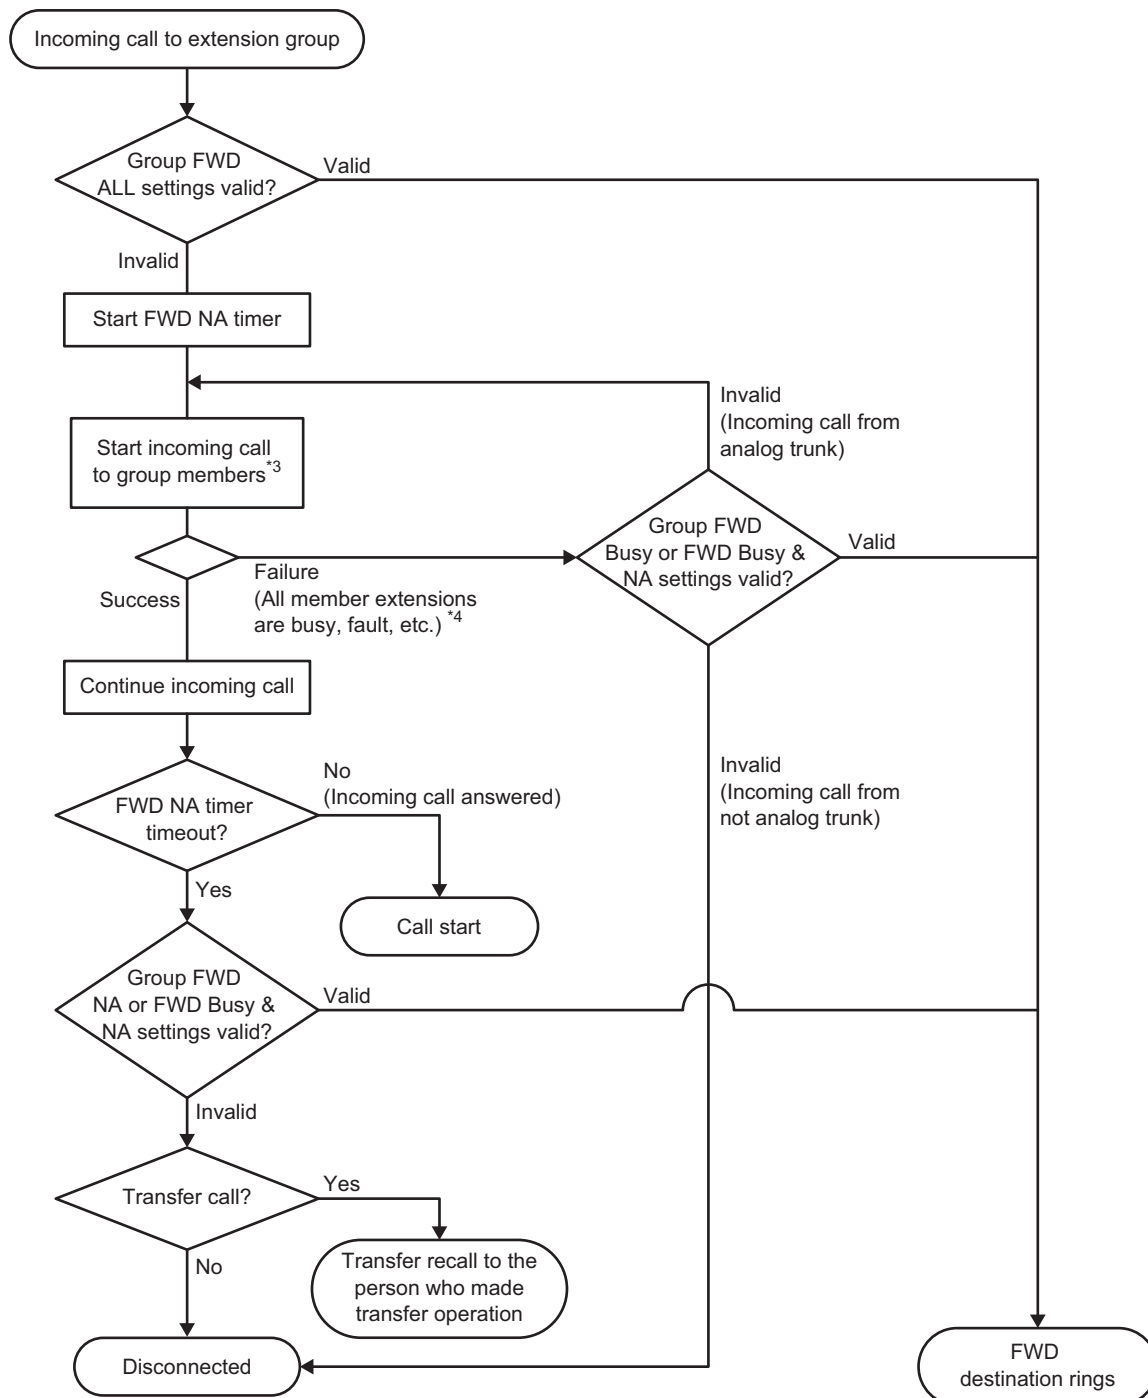 Incoming call to extension group
Group FWD
ALL settings valid?
Valid
Invalid
Start FWD NA timer
Start incoming call
to group members*3
Invalid
(Incoming call from
analog trunk)
Group FWD
Busy or FWD Busy &
NA settings valid?
Valid
Failure
(All member extensions
are busy, fault, etc.) *4
Success
Continue incoming call
Invalid
(Incoming call from
not analog trunk)
FWD NA timer
timeout?
No
(Incoming call answered)
Yes
Call start
Group FWD
NA or FWD Busy &
NA settings valid?
Valid
Invalid
Transfer call?
Yes
No
Transfer recall to the
person who made
transfer operation
Disconnected
FWD
destination rings